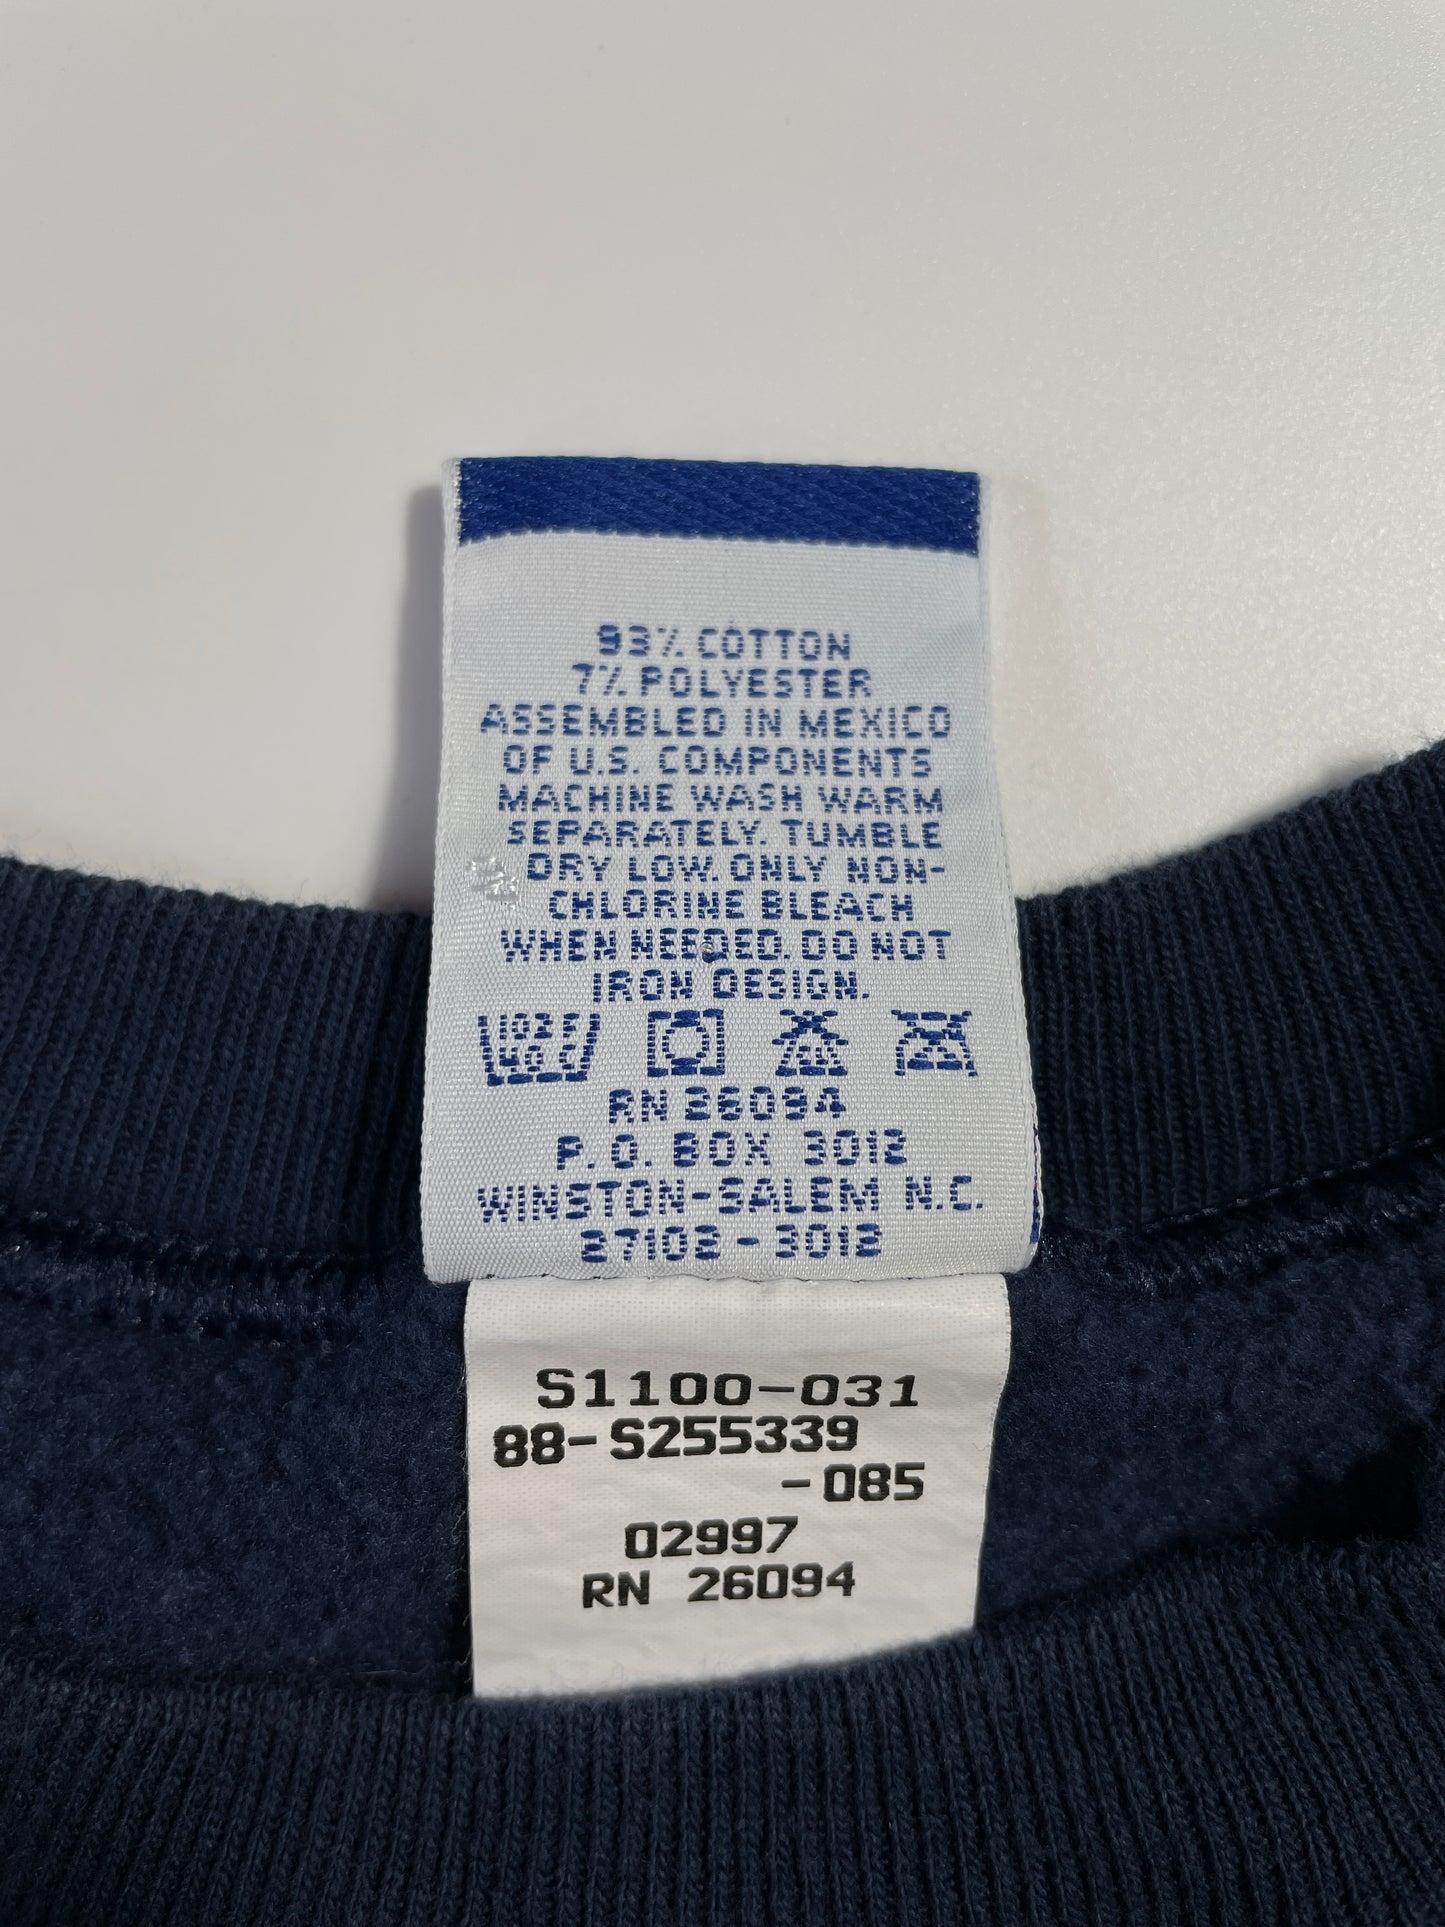 93% COTTON
7% POLYESTER
ASSEMBLED IN MEXICO
OF U.S. COMPONENTS
MACHINE WASH WARM
SEPARATELY. TUMBLE
DRY LOW. ONLY NON-
CHLORINE BLEACH
WHEN NEEDED. DO NOT
IRON DESIGN.
102 F
40 C
RN 26094
P.O. BOX 3012
WINSTON-SALEM N.C.
27102-3012
S1100-031
88-S255339
-085
02997
RN 26094